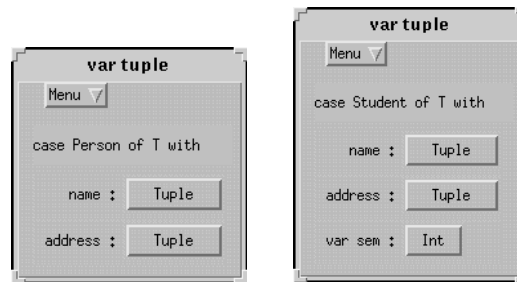 var tuple
Menu
case Person of T with
name : Tuple
address : Tuple
var tuple
Menu
case Student of T with
name : Tuple
address : Tuple
var sem : Int